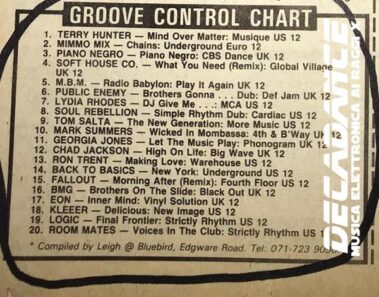 GROOVE CONTROL CHART
1. TERRY HUNTER — Mind Over Matter: Musique US 12
2. MIMMO MIX — Chains: Underground Euro 12
3. PIANO NEGRO — Piano Negro: CBS Dance UK 12
4. SOFT HOUSE CO. — What You Need (Remix): Global Village
UK 12
5. M.B.M. — Radio Babylon: Play It Again UK 12
6. PUBLIC ENEMY — Brothers Gonna . . . Dub: Def Jam UK 12
7. LYDIA RHODES — DJ Give Me . . .: MCA US 12
8. SOUL REBELLION — Simple Rhythm Dub: Cardiac US 12
9. TOM SALTA — The New Generation: More Music US 12
10. MARK SUMMERS — Wicked In Mombassa: 4th & B'Way UK 12
11. GEORGIA JONES — Let The Music Play: Phonogram UK 12
12. CHAD JACKSON — High On Life: Big Wave UK 12
13. RON TRENT — Making Love: Warehouse US 12
14. BACK TO BASICS — New York: Underground US 12
15. FALLOUT — Morning After (Remix): Fourth Floor US 12
16. BMG — Brothers On The Slide: Black Out UK 12
17. EON — Inner Mind: Vinyl Solution UK 12
18. KLEEER — Delicious: New Image US 12
19. LOGIC — Final Frontier: Strictly Rhythm US 12
20. ROOM MATES — Voices In The Club: Strictly Rhythm US 12
* Compiled by Leigh @ Bluebird, Edgware Road. Tel: 071-723
DECADANCE
MUSICA ELETTRONICA AI RAGGI X